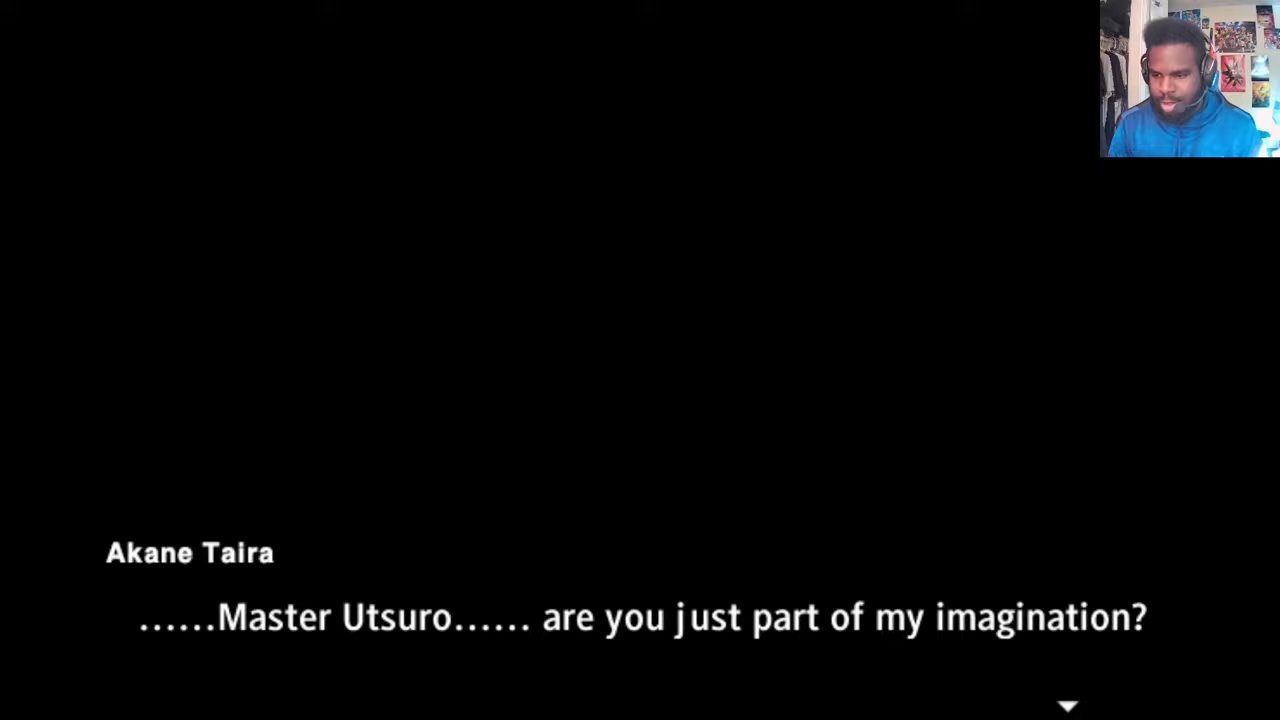 Akane Taira
......Master Utsuro...... are you just part of my imagination?